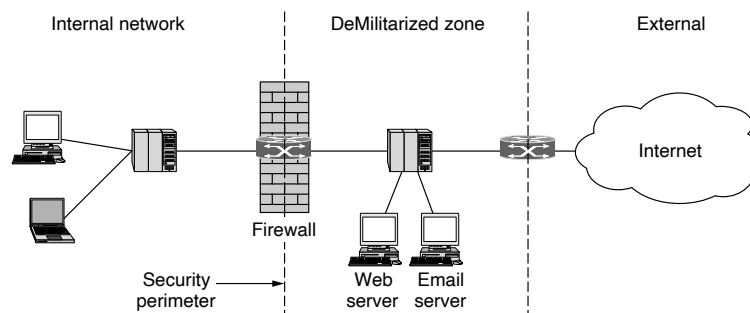 Internal network
DeMilitarized zone
External
Internet
Firewall
Web
server
Email
server
Security
perimeter